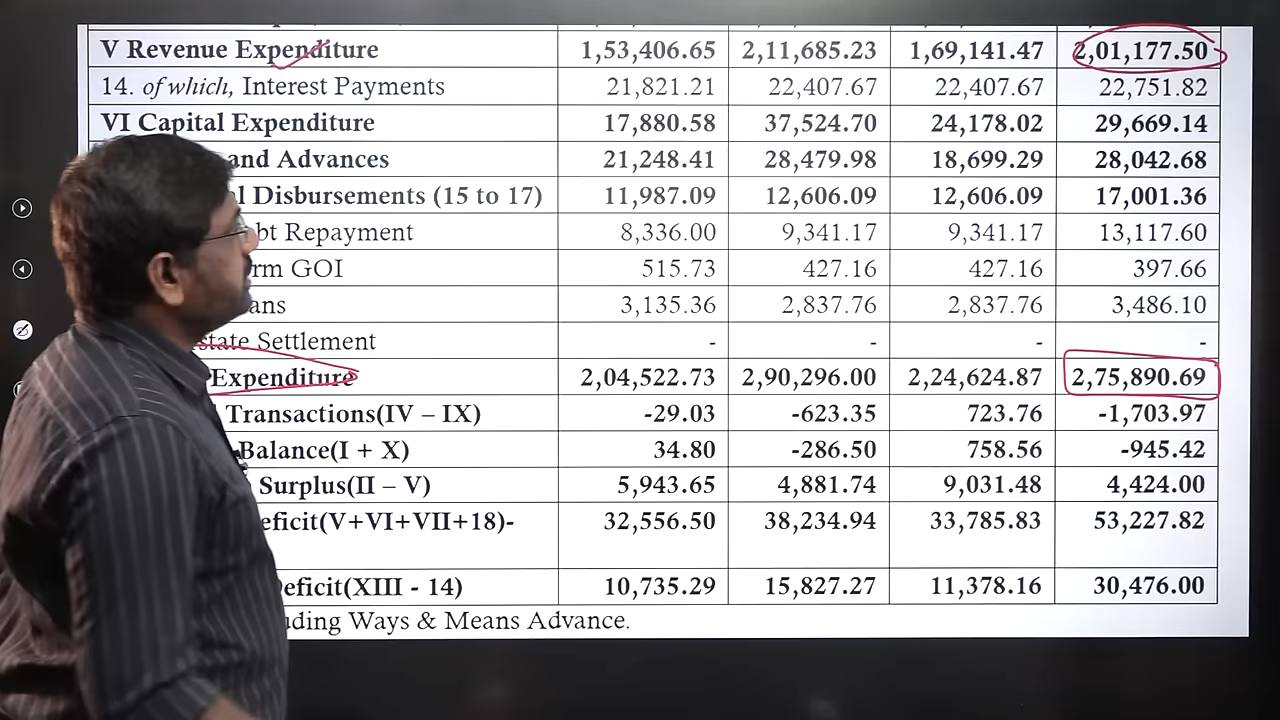 V Revenue Expenditure 1,53,406.65 2,11,685.23 1,69,141.47 2,01,177.50
14. of which, Interest Payments 21,821.21 22,407.67 22,407.67 22,751.82
VI Capital Expenditure 17,880.58 37,524.70 24,178.02 29,669.14
and Advances 21,248.41 28,479.98 18,699.29 28,042.68
l Disbursements (15 to 17) 11,987.09 12,606.09 12,606.09 17,001.36
bt Repayment 8,336.00 9,341.17 9,341.17 13,117.60
rm GOI 515.73 427.16 427.16 397.66
ans 3,135.36 2,837.76 2,837.76 3,486.10
state Settlement - - - -
Expenditure 2,04,522.73 2,90,296.00 2,24,624.87 2,75,890.69
Transactions(IV – IX) -29.03 -623.35 723.76 -1,703.97
Balance(I + X) 34.80 -286.50 758.56 -945.42
Surplus(II – V) 5,943.65 4,881.74 9,031.48 4,424.00
eficit(V+VI+VII+18)- 32,556.50 38,234.94 33,785.83 53,227.82
Deficit(XIII - 14) 10,735.29 15,827.27 11,378.16 30,476.00
uding Ways & Means Advance.